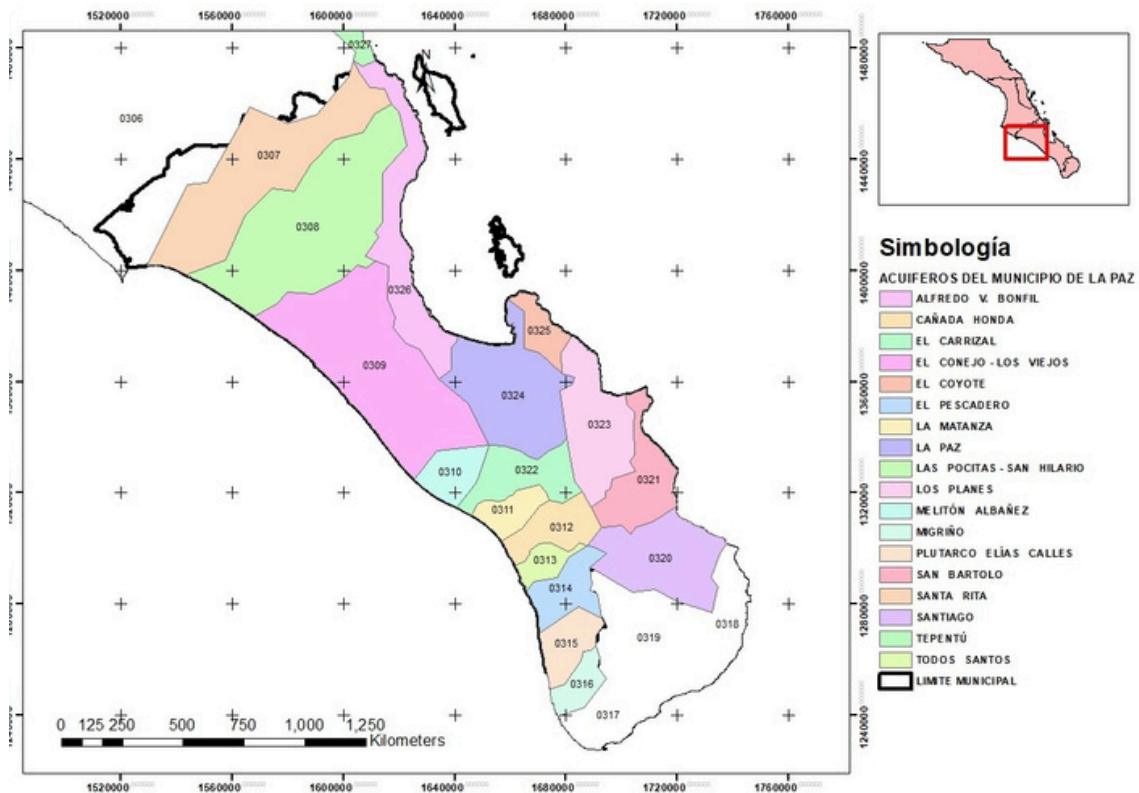 1520000 1560000 1600000 1640000 1680000 1720000 1760000
1480000
1440000
1400000
1360000
1320000
1280000
1240000
N
0327
0306
0307
0308
0326
0325
0309
0324
0323
0310
0322
0321
0311
0312
0313
0320
0314
0318
0319
0315
0316
0317
0 125 250 500 750 1,000 1,250
Kilometers
1520000 1560000 1600000 1640000 1680000 1720000 1760000
Simbología
ACUIFEROS DEL MUNICIPIO DE LA PAZ
ALFREDO V. BONFIL
CAÑADA HONDA
EL CARRIZAL
EL CONEJO - LOS VIEJOS
EL COYOTE
EL PESCADERO
LA MATANZA
LA PAZ
LAS POCITAS - SAN HILARIO
LOS PLANES
MELITÓN ALBAÑEZ
MIGRIÑO
PLUTARCO ELÍAS CALLES
SAN BARTOLO
SANTA RITA
SANTIAGO
TEPENTÚ
TODOS SANTOS
LIMITE MUNICIPAL